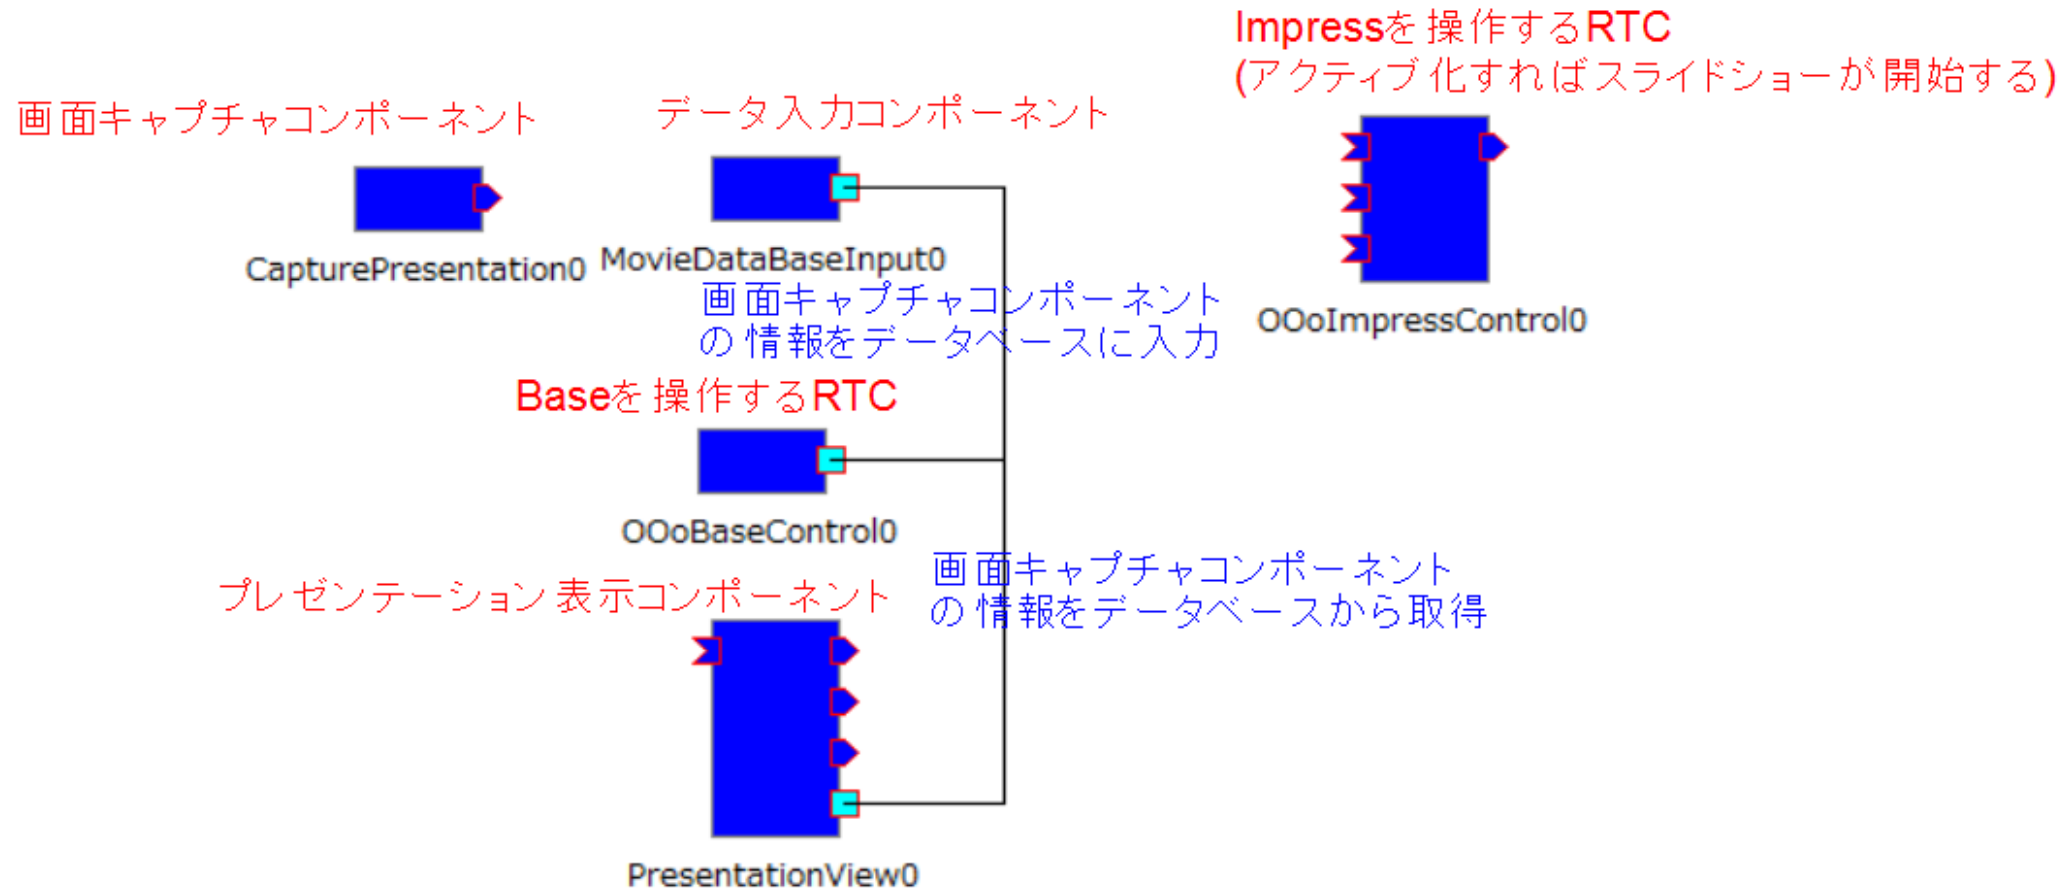 Impressを操作するRTC
(アクティブ化すればスライドショーが開始する)
画面キャプチャコンポーネント
データ入力コンポーネント
CapturePresentation0
MovieDataBaseInput0
OOoImpressControl0
画面キャプチャコンポーネント
の情報をデータベースに入力
Baseを操作するRTC
OOoBaseControl0
画面キャプチャコンポーネント
の情報をデータベースから取得
プレゼンテーション表示コンポーネント
PresentationView0